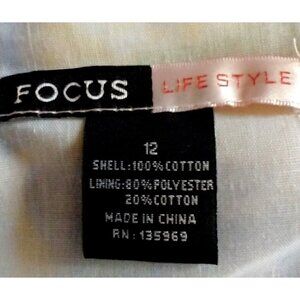 FOCUS LIFE STYLE
12
SHELL:100%COTTON
LINING:80%POLYESTER
20%COTTON
MADE IN CHINA
RN: 135969